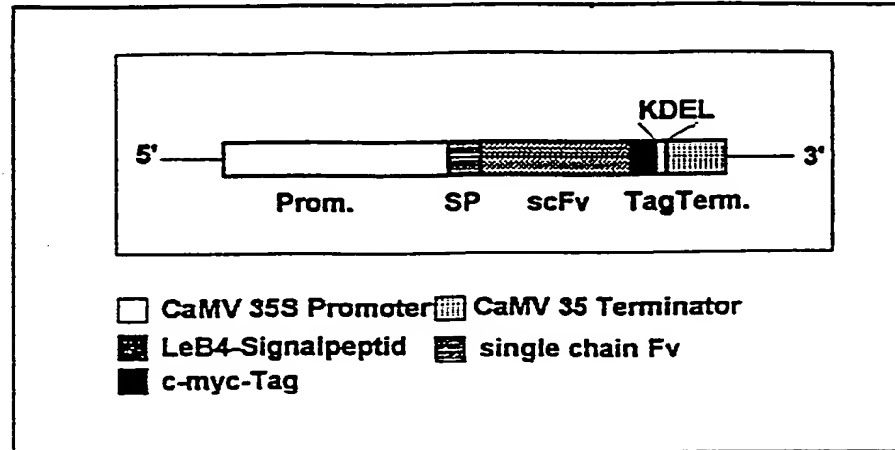 KDEL
5' 3'
Prom. SP scFv TagTerm.
CaMV 35S Promoter CaMV 35 Terminator
LeB4-Signalpeptid single chain Fv
c-myc-Tag